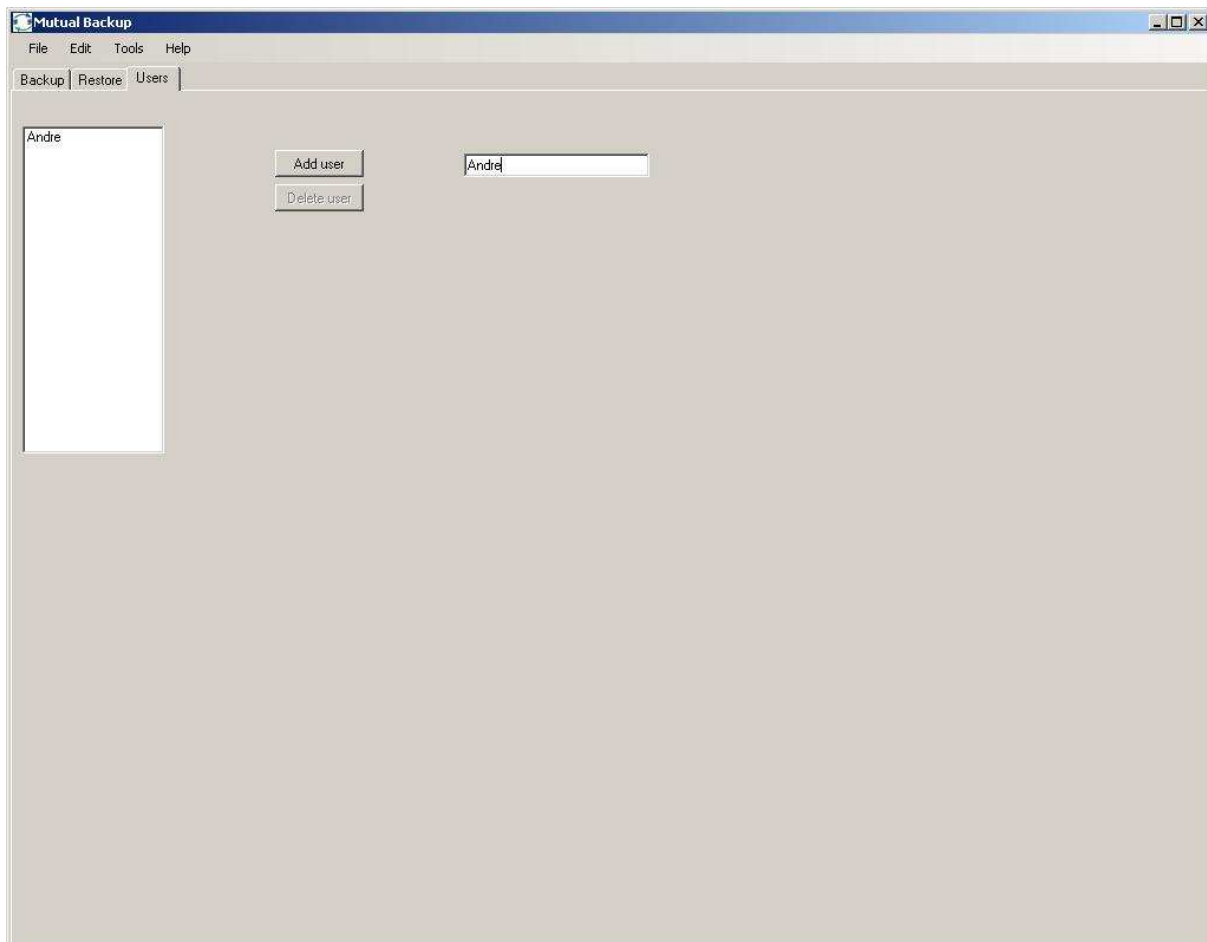 Mutual Backup
File Edit Tools Help
Backup Restore Users
Andre
Add user
Andre
Delete user